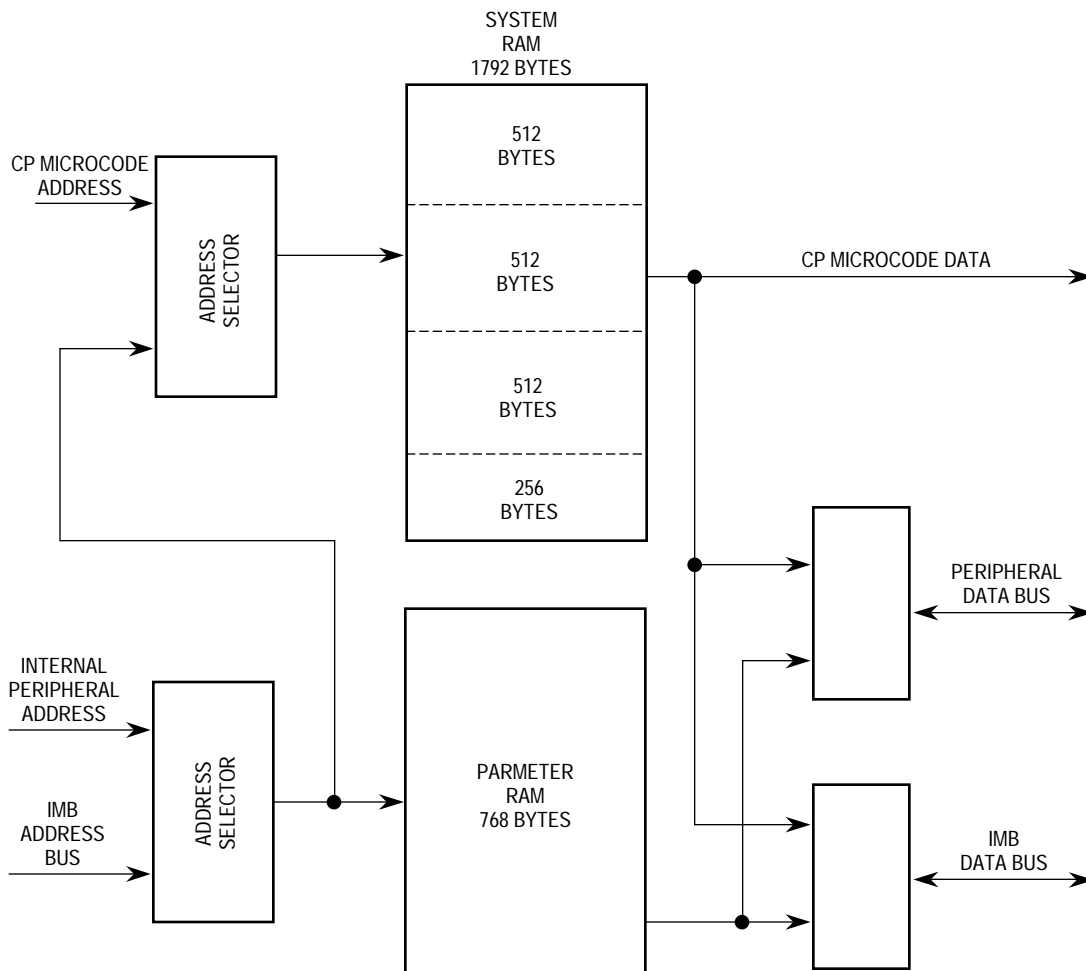 SYSTEM
RAM
1792 BYTES
512
BYTES
CP MICROCODE
ADDRESS
ADDRESS
SELECTOR
512
BYTES
CP MICROCODE DATA
512
BYTES
256
BYTES
PERIPHERAL
DATA BUS
INTERNAL
PERIPHERAL
ADDRESS
IMB
ADDRESS
BUS
ADDRESS
SELECTOR
PARMETER
RAM
768 BYTES
IMB
DATA BUS